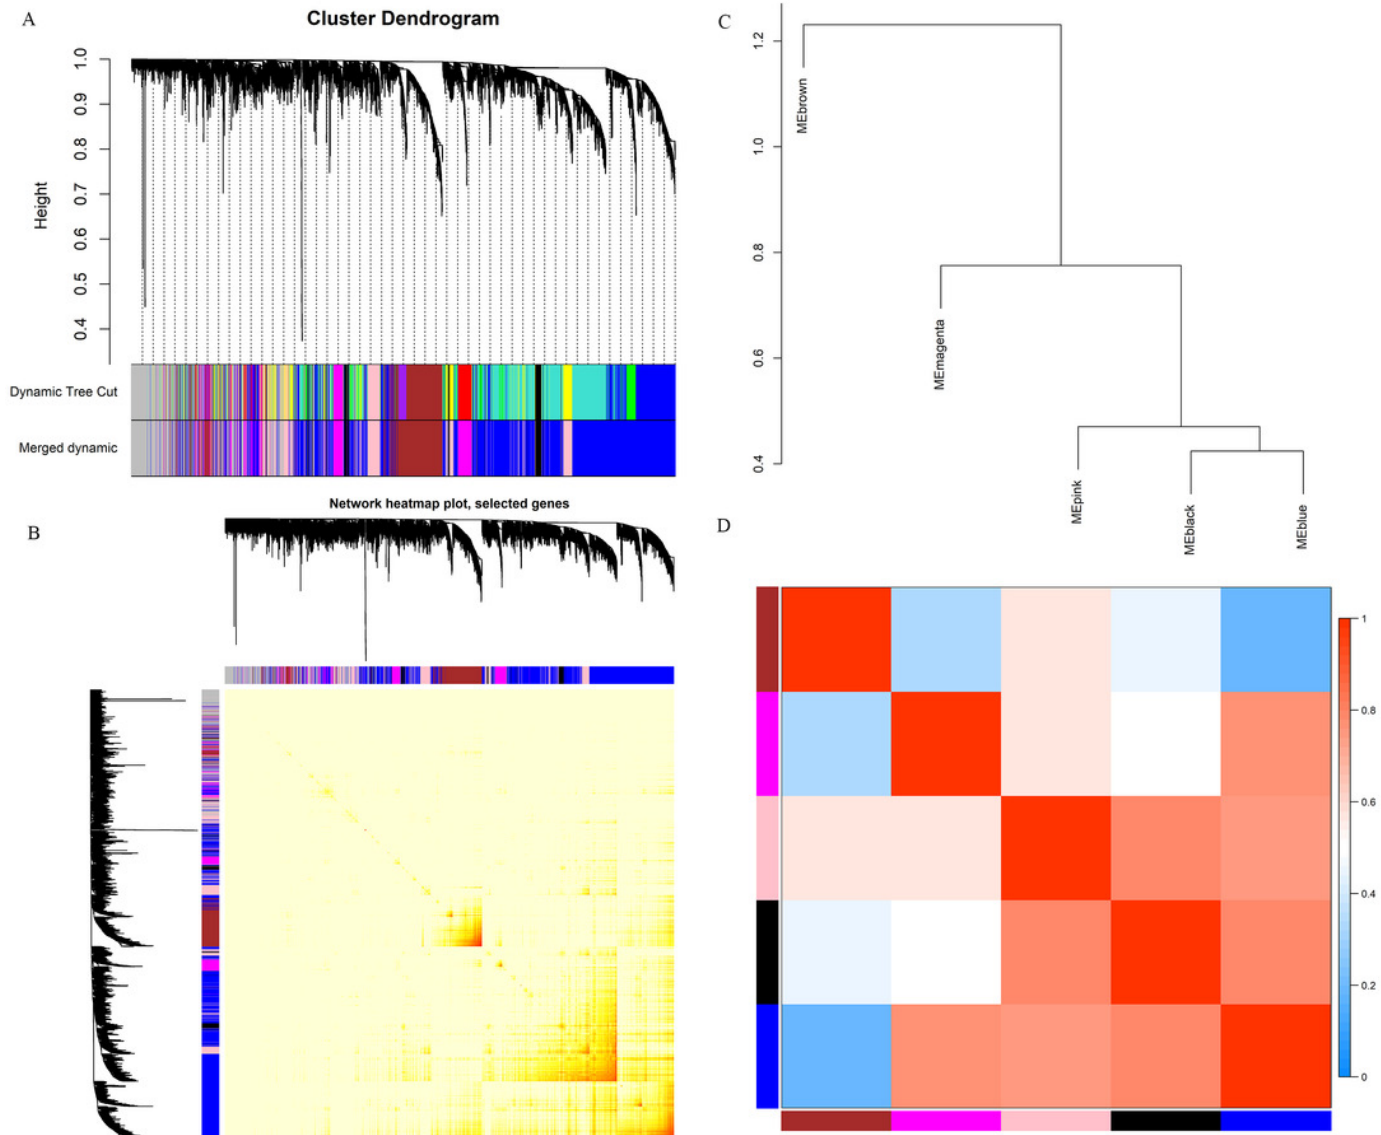 A
Cluster Dendrogram
Height
1.0
0.9
0.8
0.7
0.6
0.5
0.4
Dynamic Tree Cut
Merged dynamic
B
Network heatmap plot, selected genes
C
1.2
1.0
0.8
0.6
0.4
MEbrown
MEmagenta
MEpink
MEblack
MEblue
D
1
0.8
0.6
0.4
0.2
0